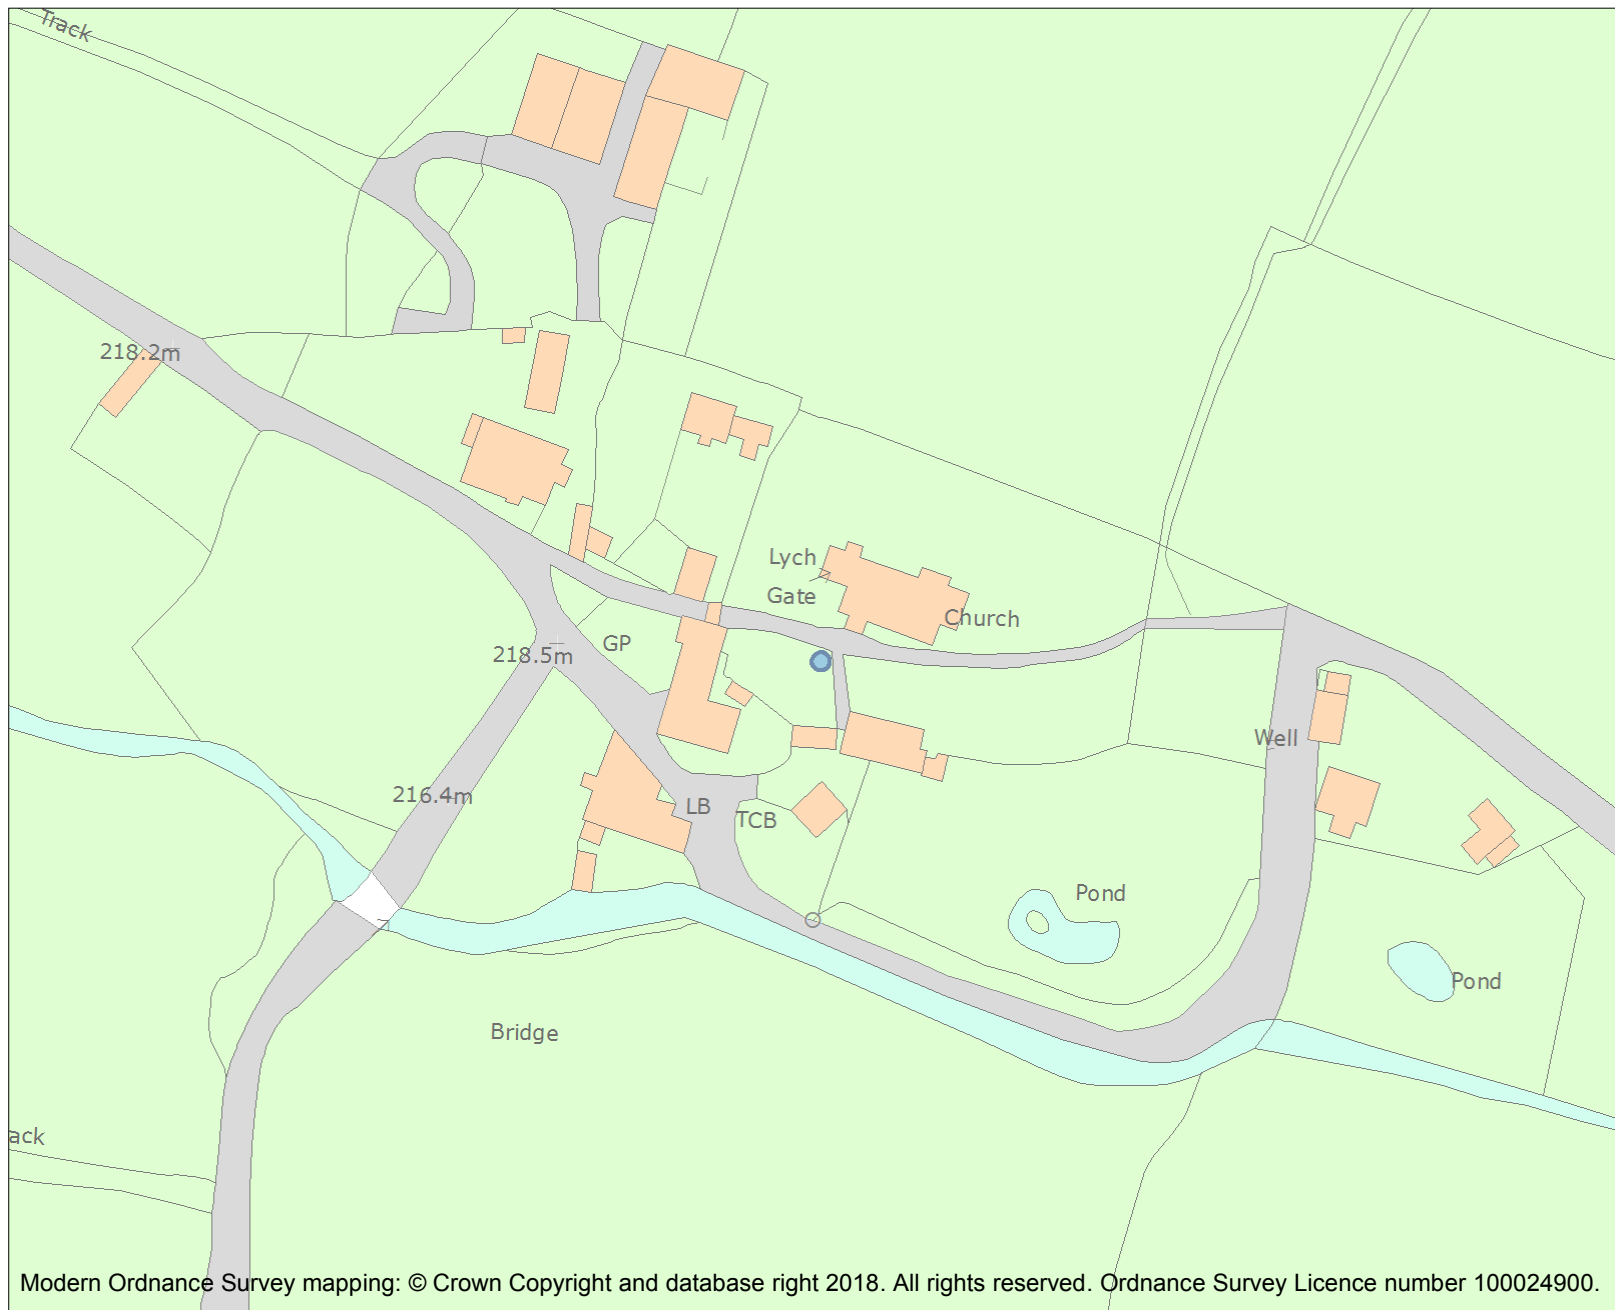 Track
218.2m
Lych
Gate
Church
GP
218.5m
Well
216.4m
LB
TCB
Pond
Pond
Bridge
ack
Modern Ordnance Survey mapping: © Crown Copyright and database right 2018. All rights reserved. Ordnance Survey Licence number 100024900.